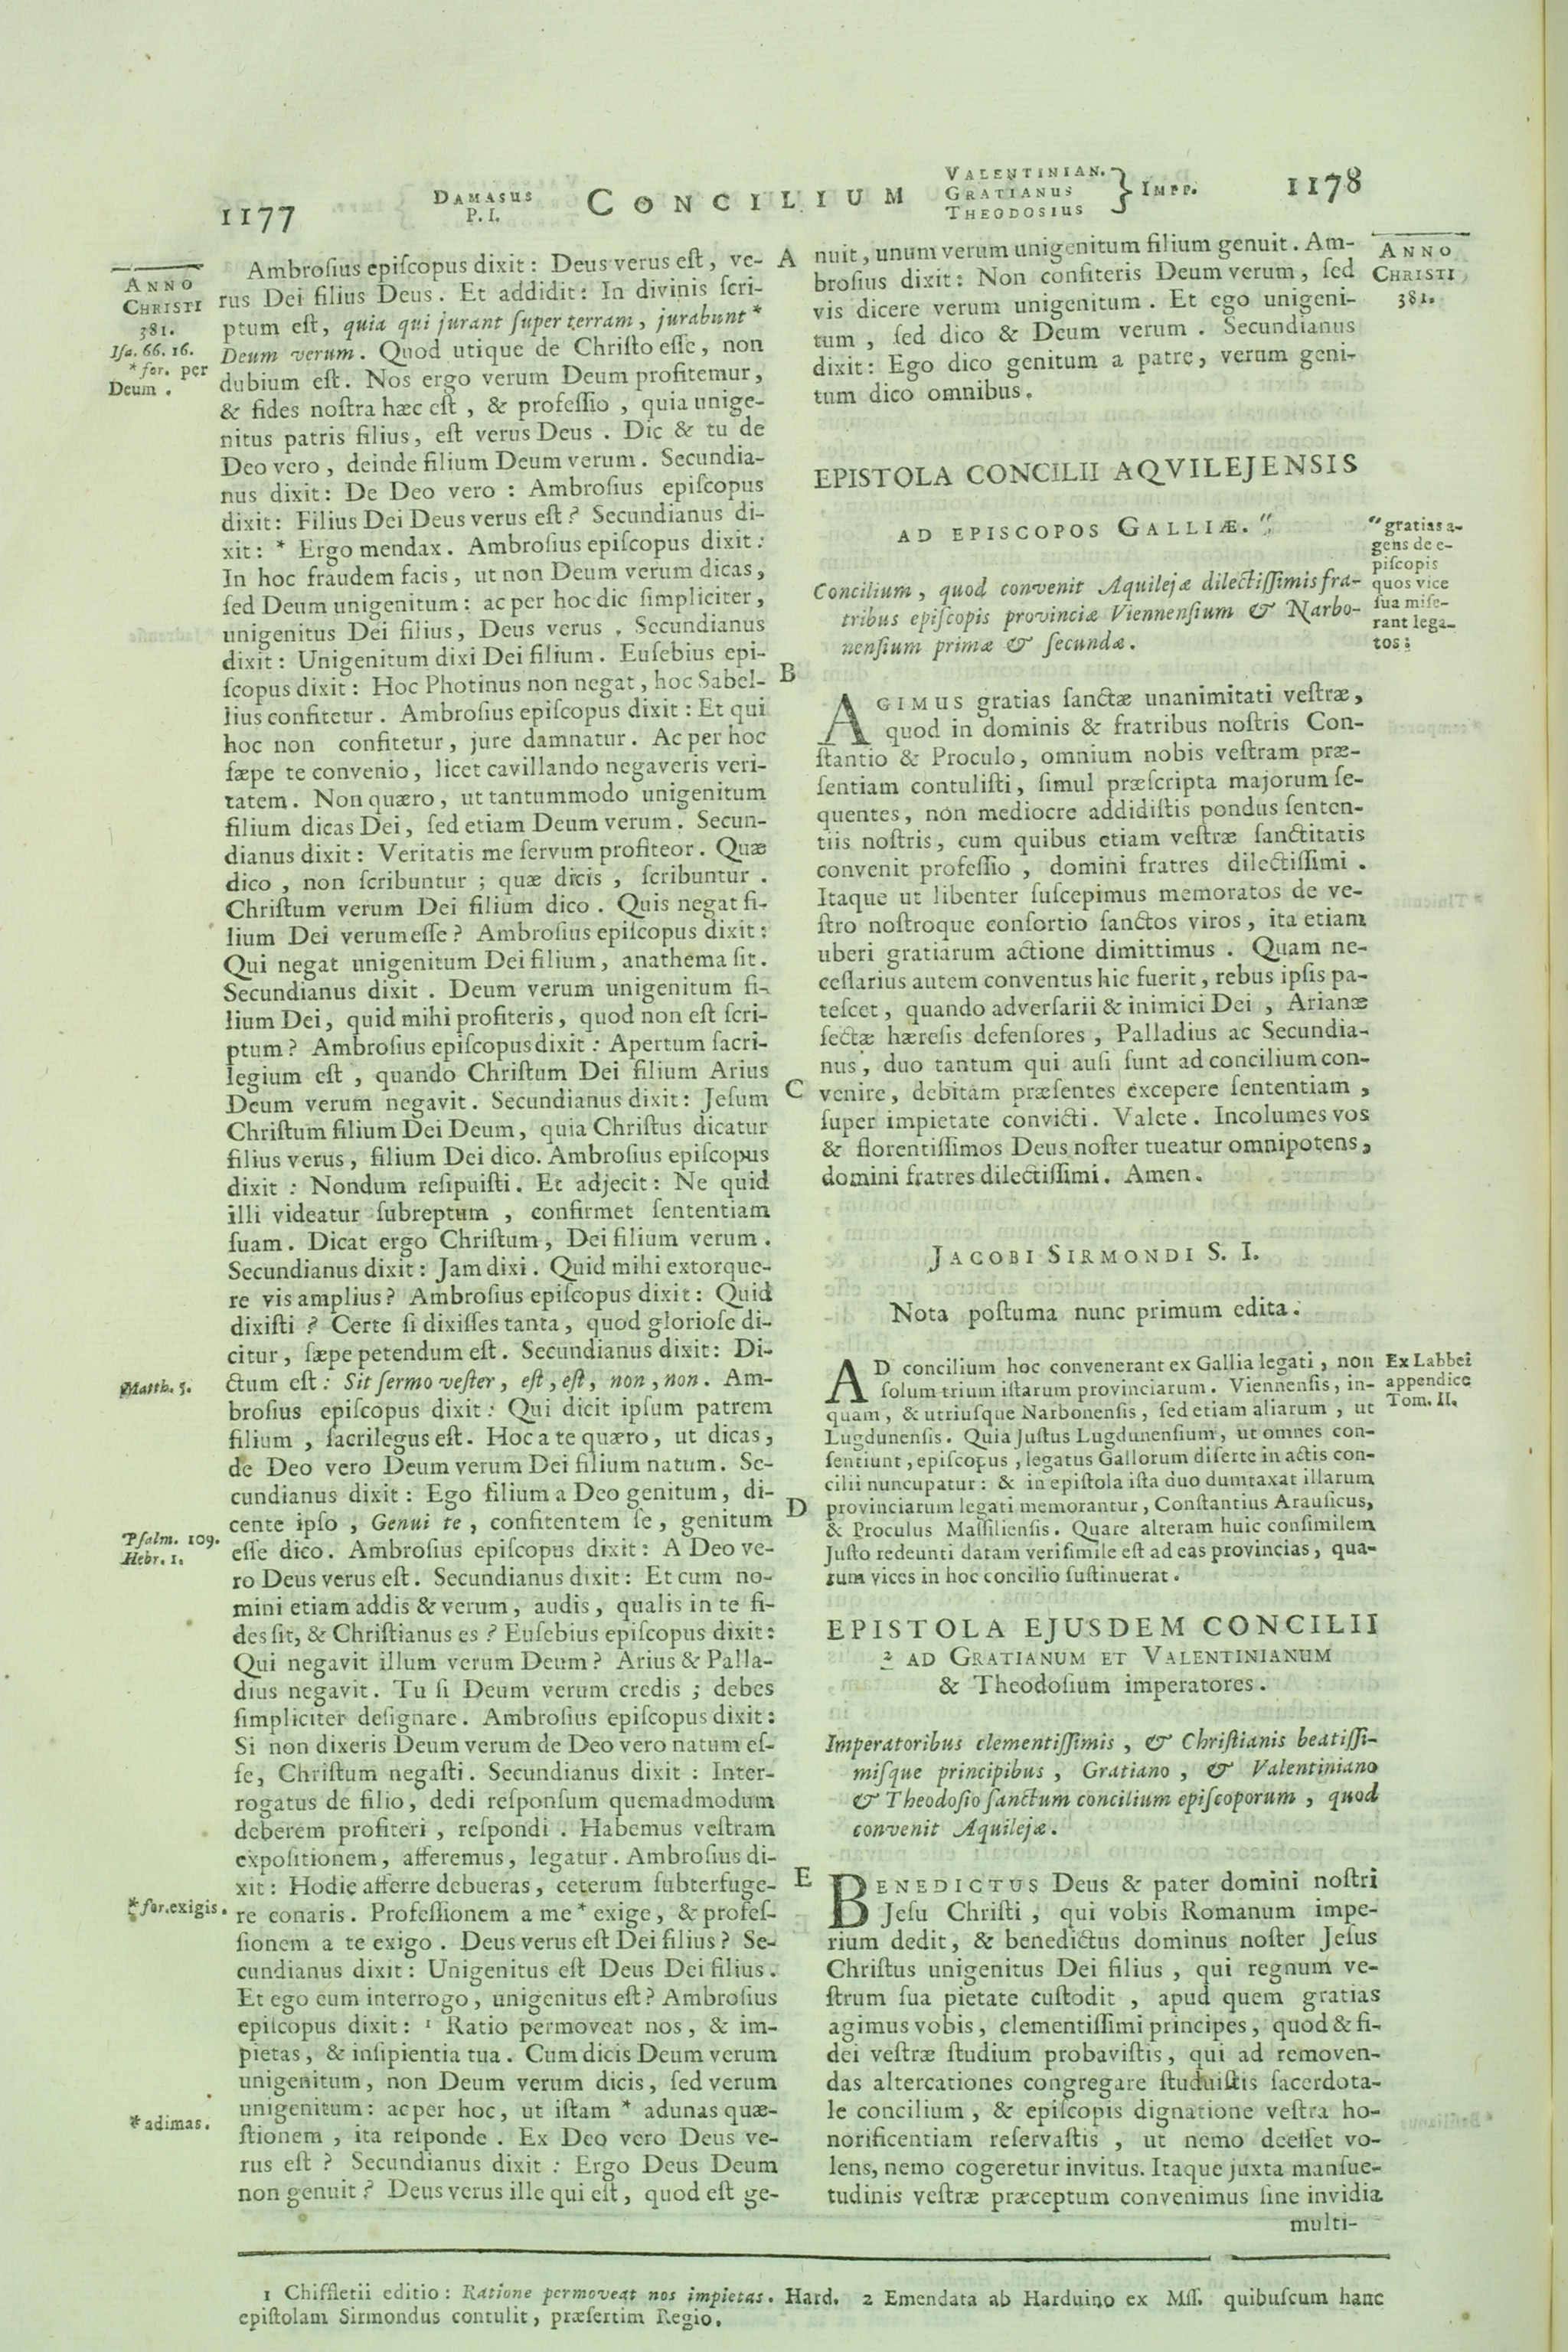 1177
DAMASUS
P. I.
CONCILIUM
VALENTINIAN.
GRATIANUS
THEODOSIUS
} IMPP.
1178
ANNO
CHRISTI
381.
Isa. 66. 16.
* for. per
Deum.
Ambrosius episcopus dixit: Deus verus est, ve-
rus Dei filius Deus. Et addidit: In divinis scri-
ptum est, quia qui jurant super terram, jurabunt *
Deum verum. Quod utique de Christo esse, non
dubium est. Nos ergo verum Deum profitemur,
& fides nostra hæc est, & professio, quia unige-
nitus patris filius, est verus Deus. Dic & tu de
Deo vero, deinde filium Deum verum. Secundia-
nus dixit: De Deo vero: Ambrosius episcopus
dixit: Filius Dei Deus verus est? Secundianus di-
xit: * Ergo mendax. Ambrosius episcopus dixit:
In hoc fraudem facis, ut non Deum verum dicas,
sed Deum unigenitum: ac per hoc dic simpliciter,
unigenitus Dei filius, Deus verus. Secundianus
dixit: Unigenitum dixi Dei filium. Eusebius epi-
scopus dixit: Hoc Photinus non negat, hoc Sabel-
lius confitetur. Ambrosius episcopus dixit: Et qui
hoc non confitetur, jure damnatur. Ac per hoc
sæpe te convenio, licet cavillando negaveris veri-
tatem. Non quæro, ut tantummodo unigenitum
filium dicas Dei, sed etiam Deum verum. Secun-
dianus dixit: Veritatis me servum profiteor. Quæ
dico, non scribuntur; quæ dicis, scribuntur.
Christum verum Dei filium dico. Quis negat fi-
lium Dei verum esse? Ambrosius episcopus dixit:
Qui negat unigenitum Dei filium, anathema sit.
Secundianus dixit. Deum verum unigenitum fi-
lium Dei, quid mihi profiteris, quod non est scri-
ptum? Ambrosius episcopus dixit: Apertum sacri-
legium est, quando Christum Dei filium Arius
Deum verum negavit. Secundianus dixit: Jesum
Christum filium Dei Deum, quia Christus dicatur
filius verus, filium Dei dico. Ambrosius episcopus
dixit: Nondum resipuisti. Et adjecit: Ne quid
illi videatur subreptum, confirmet sententiam
suam. Dicat ergo Christum, Dei filium verum.
Secundianus dixit: Jam dixi. Quid mihi extorque-
re vis amplius? Ambrosius episcopus dixit: Quid
dixisti? Certe si dixisses tanta, quod gloriose di-
citur, sæpe petendum est. Secundianus dixit: Di-
Matth. 5.
ctum est: Sit sermo vester, est, est, non, non. Am-
brosius episcopus dixit: Qui dicit ipsum patrem
filium, sacrilegus est. Hoc a te quæro, ut dicas,
de Deo vero Deum verum Dei filium natum. Se-
cundianus dixit: Ego filium a Deo genitum, di-
cente ipso, Genui te, confitentem se, genitum
Psalm. 109.
Hebr. 1.
esse dico. Ambrosius episcopus dixit: A Deo ve-
ro Deus verus est. Secundianus dixit: Et cum no-
mini etiam addis & verum, audis, qualis in te fi-
des sit, & Christianus es? Eusebius episcopus dixit:
Qui negavit illum verum Deum? Arius & Palla-
dius negavit. Tu si Deum verum credis; debes
simpliciter designare. Ambrosius episcopus dixit:
Si non dixeris Deum verum de Deo vero natum es-
se, Christum negasti. Secundianus dixit: Inter-
rogatus de filio, dedi responsum quemadmodum
deberem profiteri, respondi. Habemus vestram
expositionem, afferemus, legatur. Ambrosius di-
xit: Hodie afferre debueras, ceterum subterfuge-
* for. exigis.
re conaris. Professionem a me * exige, & profes-
sionem a te exigo. Deus verus est Dei filius? Se-
cundianus dixit: Unigenitus est Deus Dei filius.
Et ego eum interrogo, unigenitus est? Ambrosius
episcopus dixit: 1 Ratio permoveat nos, & im-
pietas, & insipientia tua. Cum dicis Deum verum
unigenitum, non Deum verum dicis, sed verum
unigenitum: ac per hoc, ut istam * adunas quæ-
* adimas.
stionem, ita responde. Ex Deo vero Deus ve-
rus est? Secundianus dixit: Ergo Deus Deum
non genuit? Deus verus ille qui est, quod est ge-
A
B
C
D
E
nuit, unum verum unigenitum filium genuit. Am-
brosius dixit: Non confiteris Deum verum, sed
vis dicere verum unigenitum. Et ego unigeni-
tum, sed dico & Deum verum. Secundianus
dixit: Ego dico genitum a patre, verum geni-
tum dico omnibus.
ANNO
CHRISTI
381.
EPISTOLA CONCILII AQVILEJENSIS
AD EPISCOPOS GALLIÆ. "
" gratias a-
gens de e-
piscopis
quos vice
sua mise-
rant lega-
tos:
Concilium, quod convenit Aquilejæ dilectissimis fra-
tribus episcopis provinciæ Viennensium & Narbo-
nensium primæ & secundæ.
AGIMUS gratias sanctæ unanimitati vestræ,
quod in dominis & fratribus nostris Con-
stantio & Proculo, omnium nobis vestram præ-
sentiam contulisti, simul præscripta majorum se-
quentes, non mediocre addidistis pondus senten-
tiis nostris, cum quibus etiam vestræ sanctitatis
convenit professio, domini fratres dilectissimi.
Itaque ut libenter suscepimus memoratos de ve-
stro nostroque consortio sanctos viros, ita etiam
uberi gratiarum actione dimittimus. Quam ne-
cessarius autem conventus hic fuerit, rebus ipsis pa-
tescet, quando adversarii & inimici Dei, Arianæ
sectæ hæresis defensores, Palladius ac Secundia-
nus, duo tantum qui ausi sunt ad concilium con-
venire, debitam præsentes excepere sententiam,
super impietate convicti. Valete. Incolumes vos
& florentissimos Deus noster tueatur omnipotens,
domini fratres dilectissimi. Amen.
JACOBI SIRMONDI S. I.
Nota postuma nunc primum edita.
AD concilium hoc convenerant ex Gallia legati, non
solum trium istarum provinciarum. Viennensis, in-
quam, & utriusque Narbonensis, sed etiam aliarum, ut
Lugdunensis. Quia Justus Lugdunensium, ut omnes con-
sentiunt, episcopus, legatus Gallorum diserte in actis con-
cilii nuncupatur: & in epistola ista duo dumtaxat illarum
provinciarum legati memorantur, Constantius Arausicus,
& Proculus Massiliensis. Quare alteram huic consimilem
Justo redeunti datam verisimile est ad eas provincias, qua-
rum vices in hoc concilio sustinuerat.
Ex Labbei
appendice
Tom. II.
EPISTOLA EJUSDEM CONCILII
2 AD GRATIANUM ET VALENTINIANUM
& Theodosium imperatores.
Imperatoribus clementissimis, & Christianis beatissi-
misque principibus, Gratiano, & Valentiniano
& Theodosio sanctum concilium episcoporum, quod
convenit Aquilejæ.
BENEDICTUS Deus & pater domini nostri
Jesu Christi, qui vobis Romanum impe-
rium dedit, & benedictus dominus noster Jesus
Christus unigenitus Dei filius, qui regnum ve-
strum sua pietate custodit, apud quem gratias
agimus vobis, clementissimi principes, quod & fi-
dei vestræ studium probavistis, qui ad removen-
das altercationes congregare studuistis sacerdota-
le concilium, & episcopis dignatione vestra ho-
norificentiam reservastis, ut nemo deesset vo-
lens, nemo cogeretur invitus. Itaque juxta mansue-
tudinis vestræ præceptum convenimus sine invidia
multi-
1 Chiffletii editio: Ratione permoveat nos impietas. Hard. 2 Emendata ab Harduino ex Mss. quibuscum hanc
epistolam Sirmondus contulit, præsertim Regio.